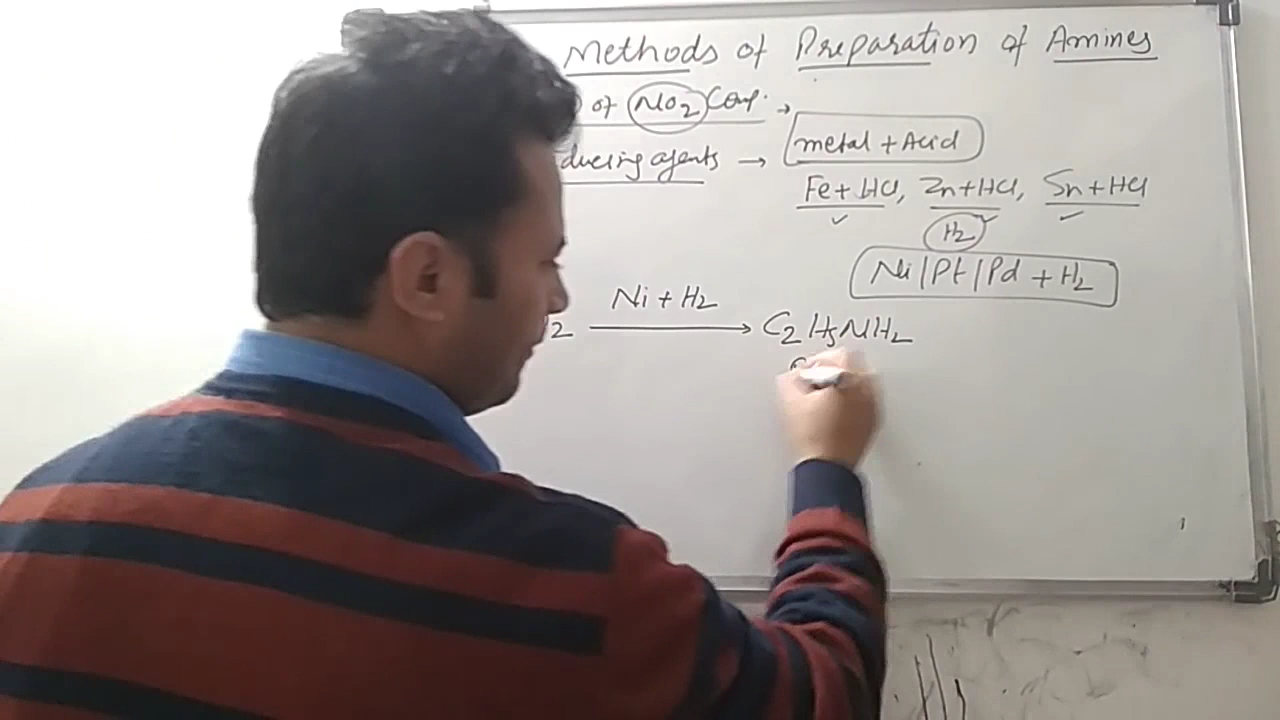 Methods of Preparation of Amines
of NO2 Comp. →
ducing agents → metal + Acid
Fe + HCl, Zn + HCl, Sn + HCl
H2
Ni | Pt | Pd + H2
Ni + H2
2 → C2H5NH2